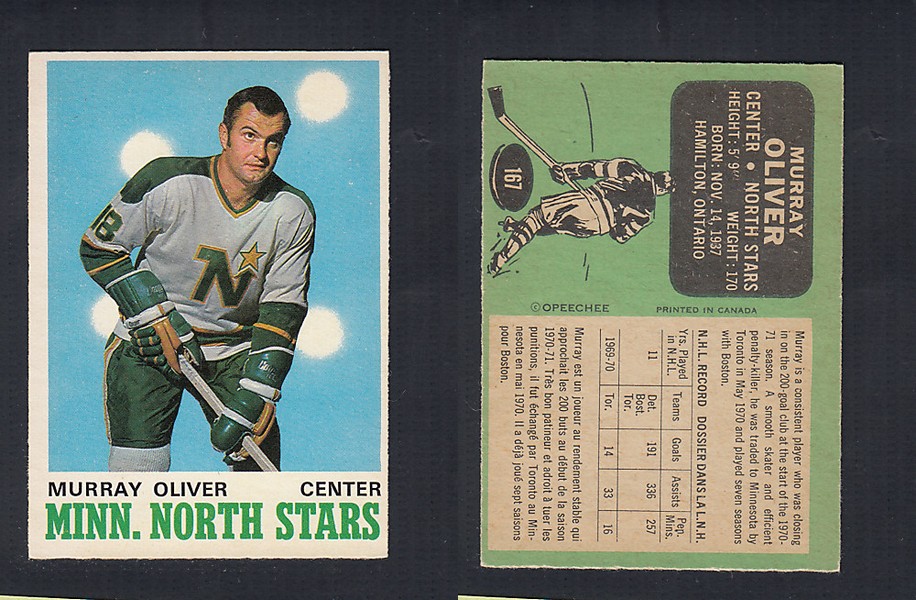 18
N
MURRAY OLIVER CENTER
MINN. NORTH STARS
MURRAY
OLIVER
CENTER • NORTH STARS
HEIGHT: 5'9" WEIGHT: 170
BORN: NOV. 14, 1937
HAMILTON, ONTARIO
167
©OPEECHEE PRINTED IN CANADA
Murray is a consistent player who was closing
in on the 200-goal club at the starts of the 1970-
71 season. A smooth skater and efficient
penalty-killer, he was traded to Minnesota by
Toronto in May 1970 and played seven seasons
with Boston.
N.H.L. RECORD DOSSIER DANS LA L.N.H.
Yrs. Played in N.H.L. Teams Goals Assists Pen. Mins.
11 Det. Bost. Tor. 191 336 257
1969-70 Tor. 14 33 16
Murray est un joueur au rendement stable qui
approchait les 200 buts au début de la saison
1970-71. Très bon patineur et adroit à tuer les
punitions, il fut échangé par Toronto au Min-
nesota en mai 1970. Il a déjà joué sept saisons
pour Boston.